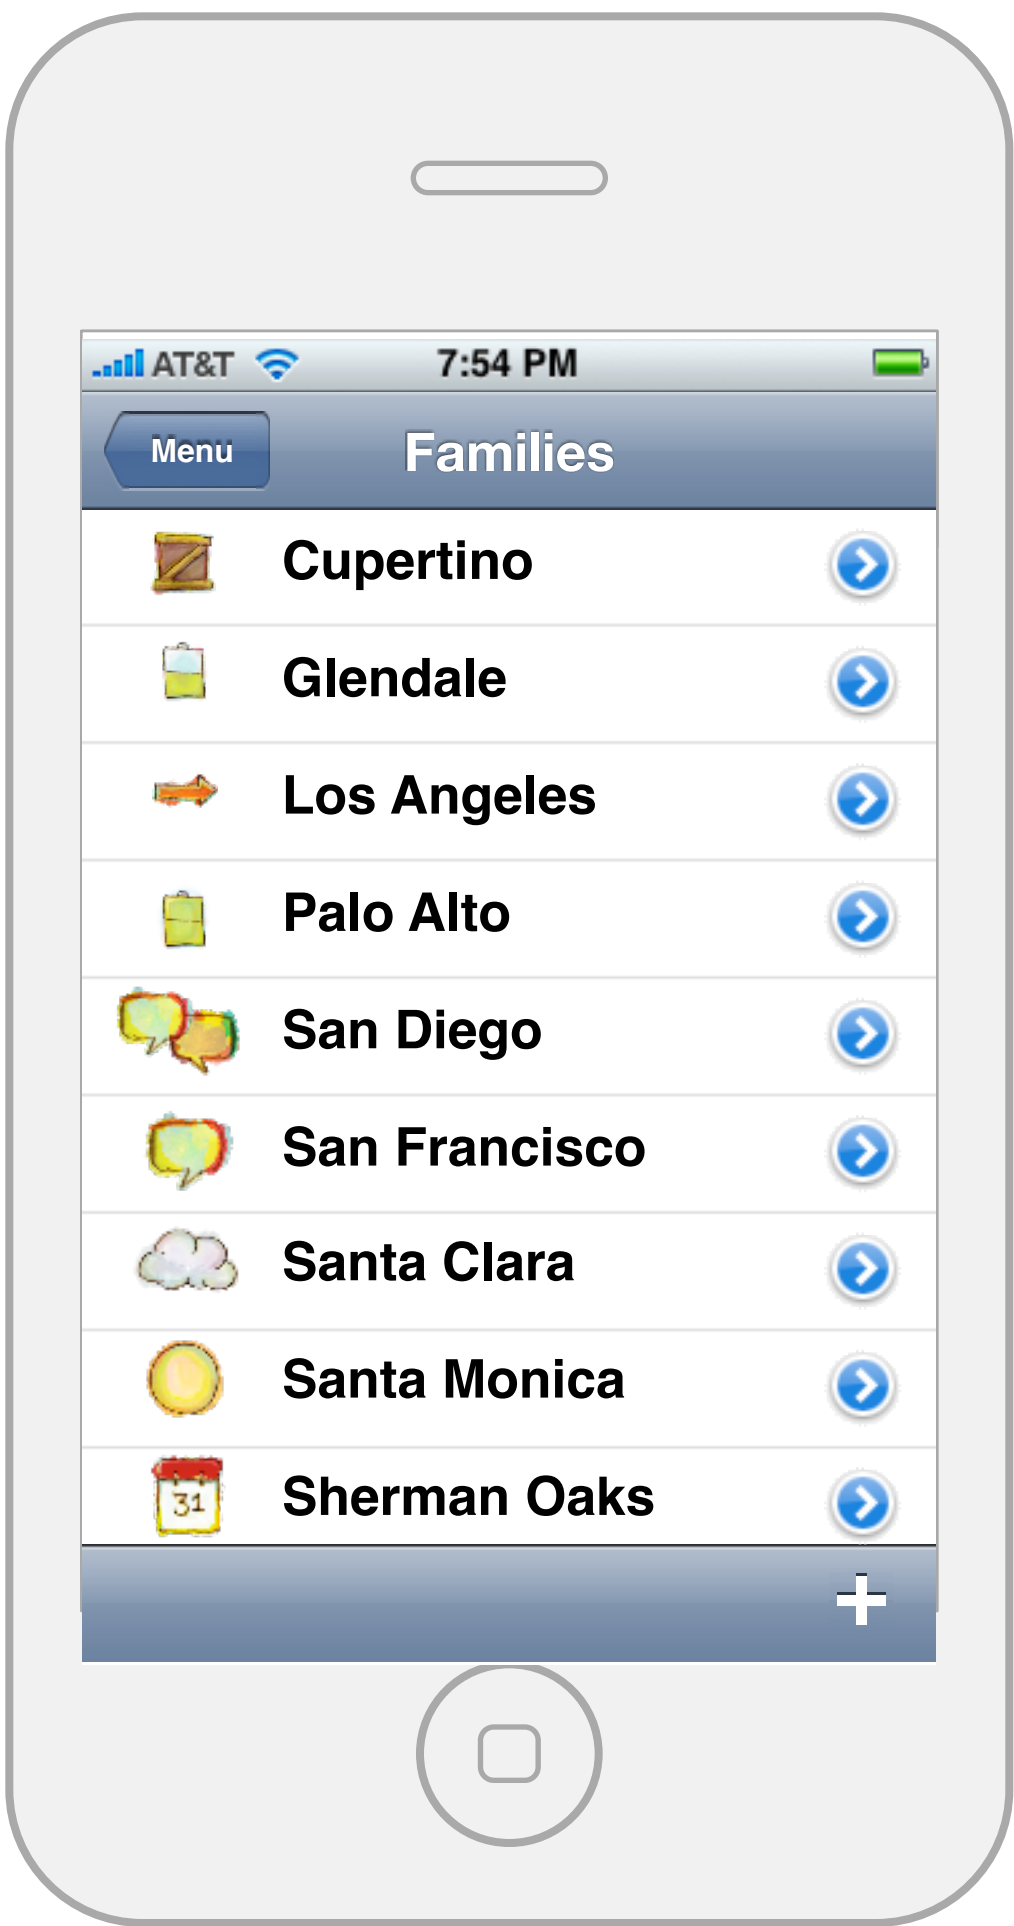 AT&T 7:54 PM
Menu Families
Cupertino
Glendale
Los Angeles
Palo Alto
San Diego
San Francisco
Santa Clara
Santa Monica
31 Sherman Oaks
+